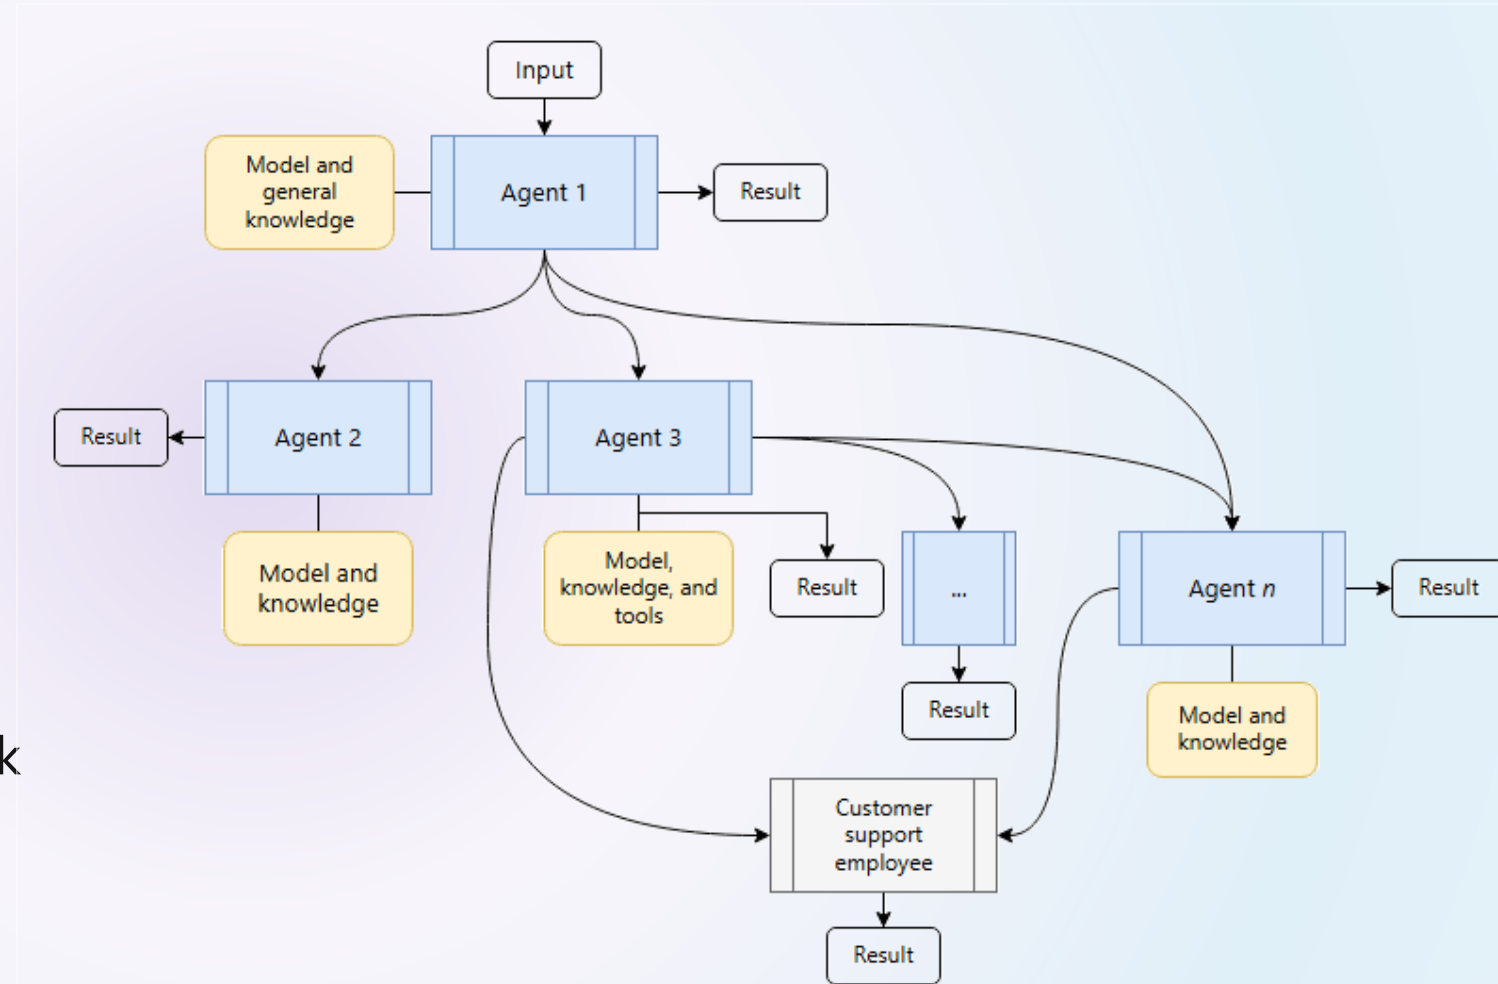 Input
Model and
general
knowledge
Agent 1
Result
Result
Agent 2
Agent 3
Model and
knowledge
Model,
knowledge, and
tools
Result
...
Agent n
Result
Result
Model and
knowledge
k
Customer
support
employee
Result